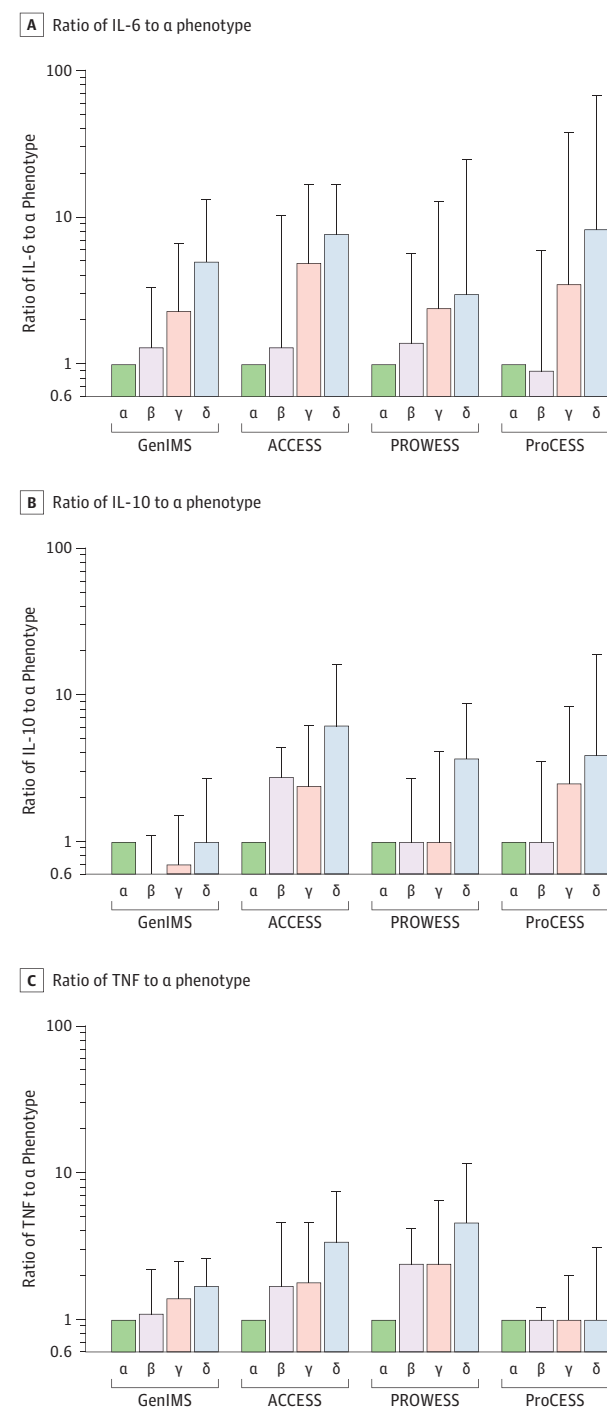 A Ratio of IL-6 to α phenotype
Ratio of IL-6 to α Phenotype
100
10
1
0.6
α β γ δ α β γ δ α β γ δ α β γ δ
GenIMS ACCESS PROWESS ProCESS
B Ratio of IL-10 to α phenotype
Ratio of IL-10 to α Phenotype
100
10
1
0.6
α β γ δ α β γ δ α β γ δ α β γ δ
GenIMS ACCESS PROWESS ProCESS
C Ratio of TNF to α phenotype
Ratio of TNF to α Phenotype
100
10
1
0.6
α β γ δ α β γ δ α β γ δ α β γ δ
GenIMS ACCESS PROWESS ProCESS